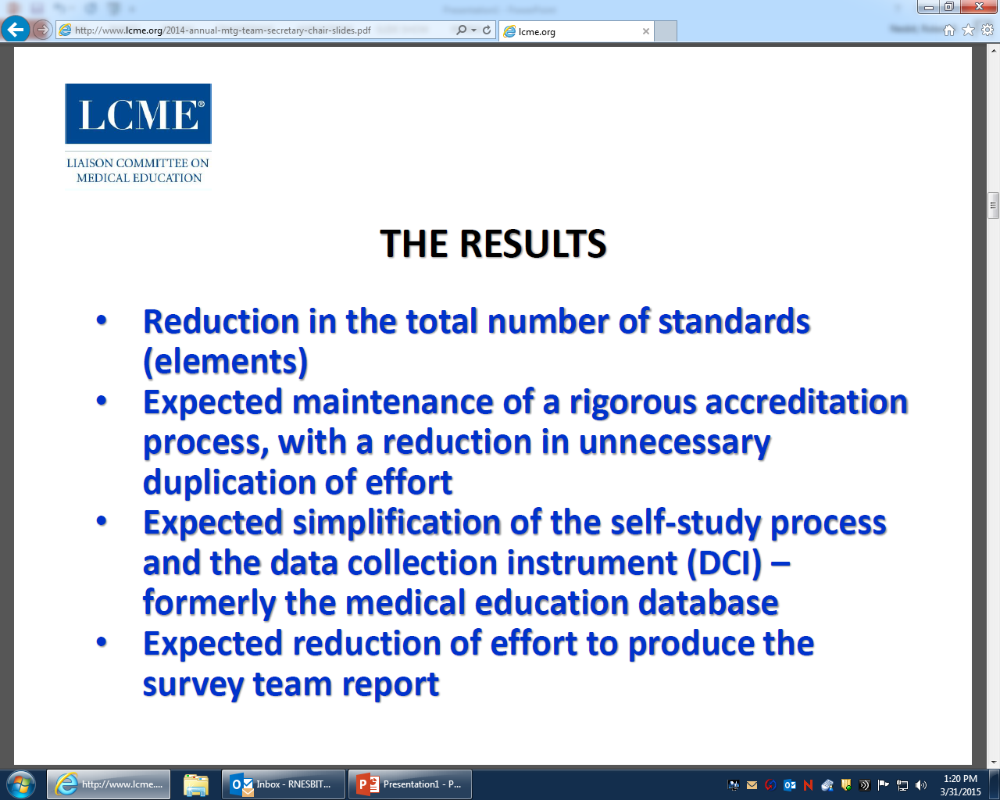 Presentation1 - PowerPoint
http://www.lcme.org/2014-annual-mtg-team-secretary-chair-slides.pdf
lcme.org
LCME®
LIAISON COMMITTEE ON
MEDICAL EDUCATION
THE RESULTS
• Reduction in the total number of standards
(elements)
• Expected maintenance of a rigorous accreditation
process, with a reduction in unnecessary
duplication of effort
• Expected simplification of the self-study process
and the data collection instrument (DCI) –
formerly the medical education database
• Expected reduction of effort to produce the
survey team report
http://www.lcme....
Inbox - RNESBIT...
Presentation1 - P...
1:20 PM
3/31/2015